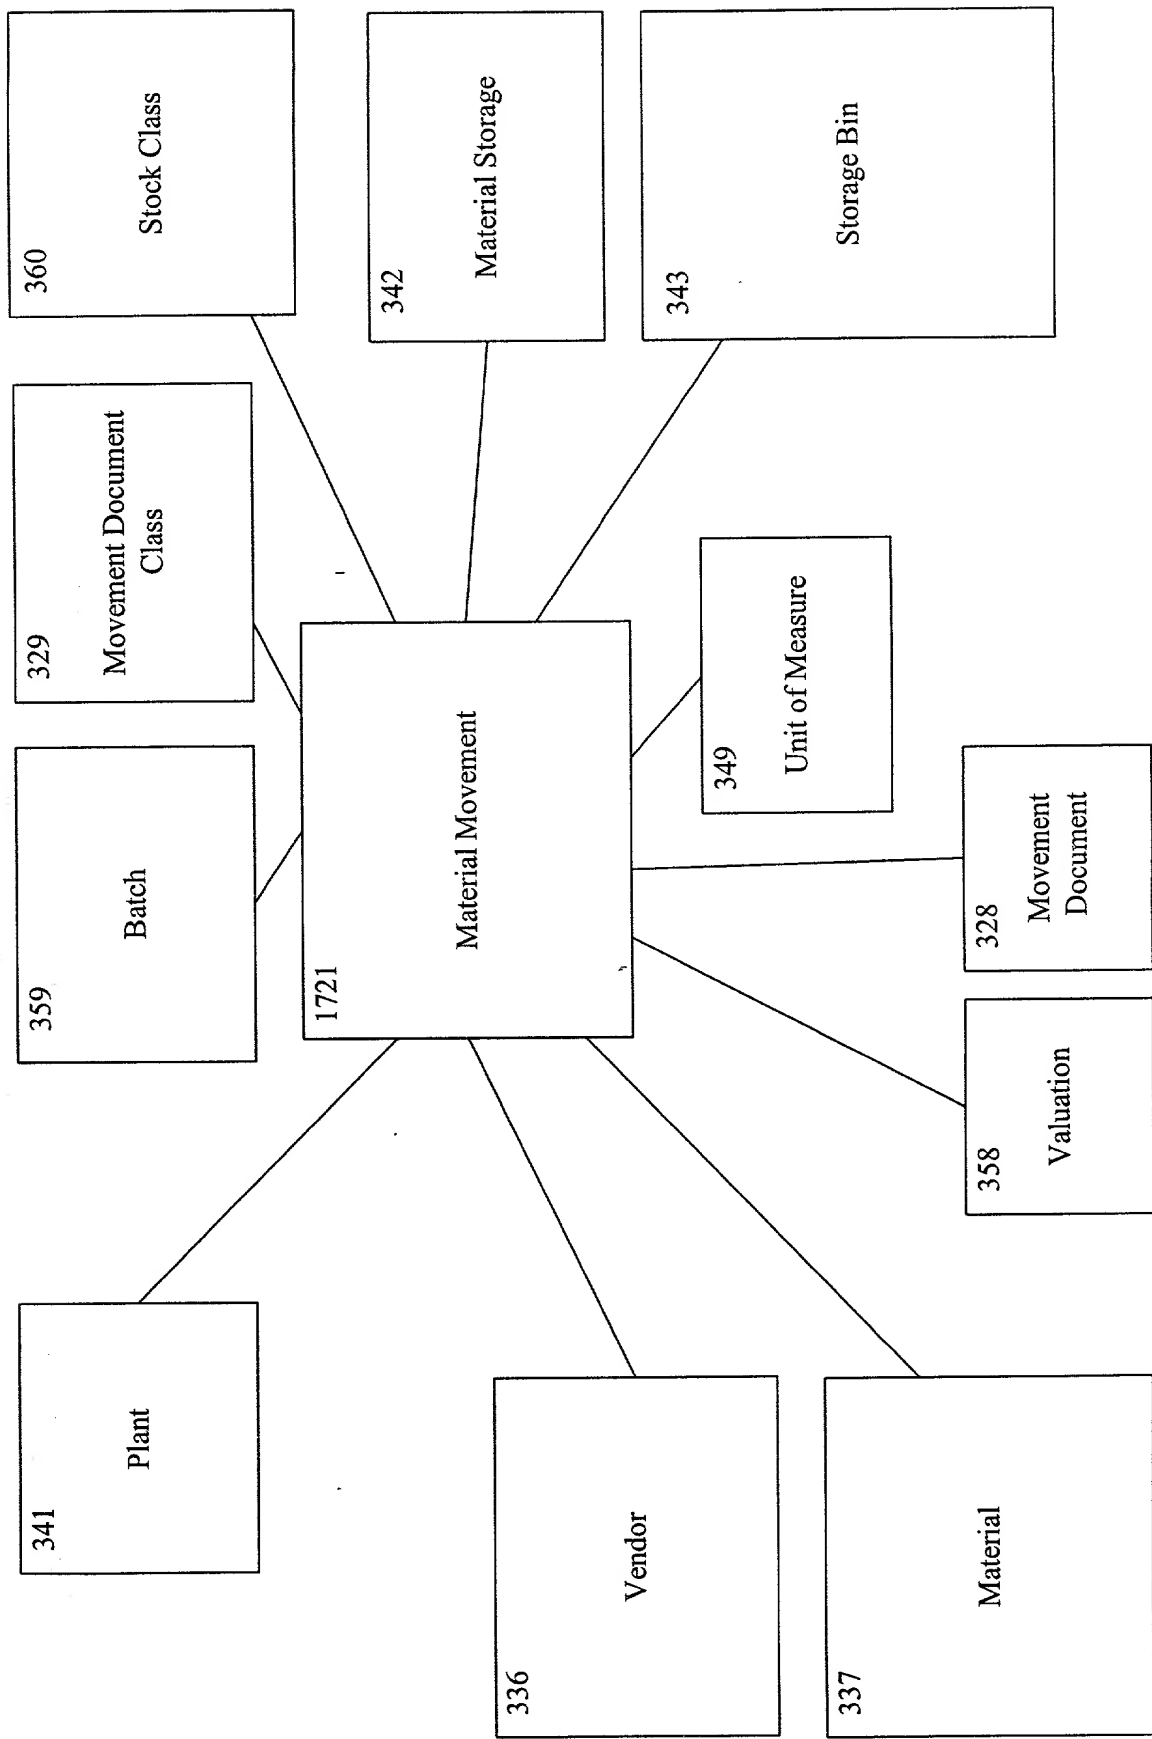 341
Plant
359
Batch
329
Movement Document
Class
360
Stock Class
336
Vendor
1721
Material Movement
342
Material Storage
337
Material
358
Valuation
328
Movement
Document
349
Unit of Measure
343
Storage Bin